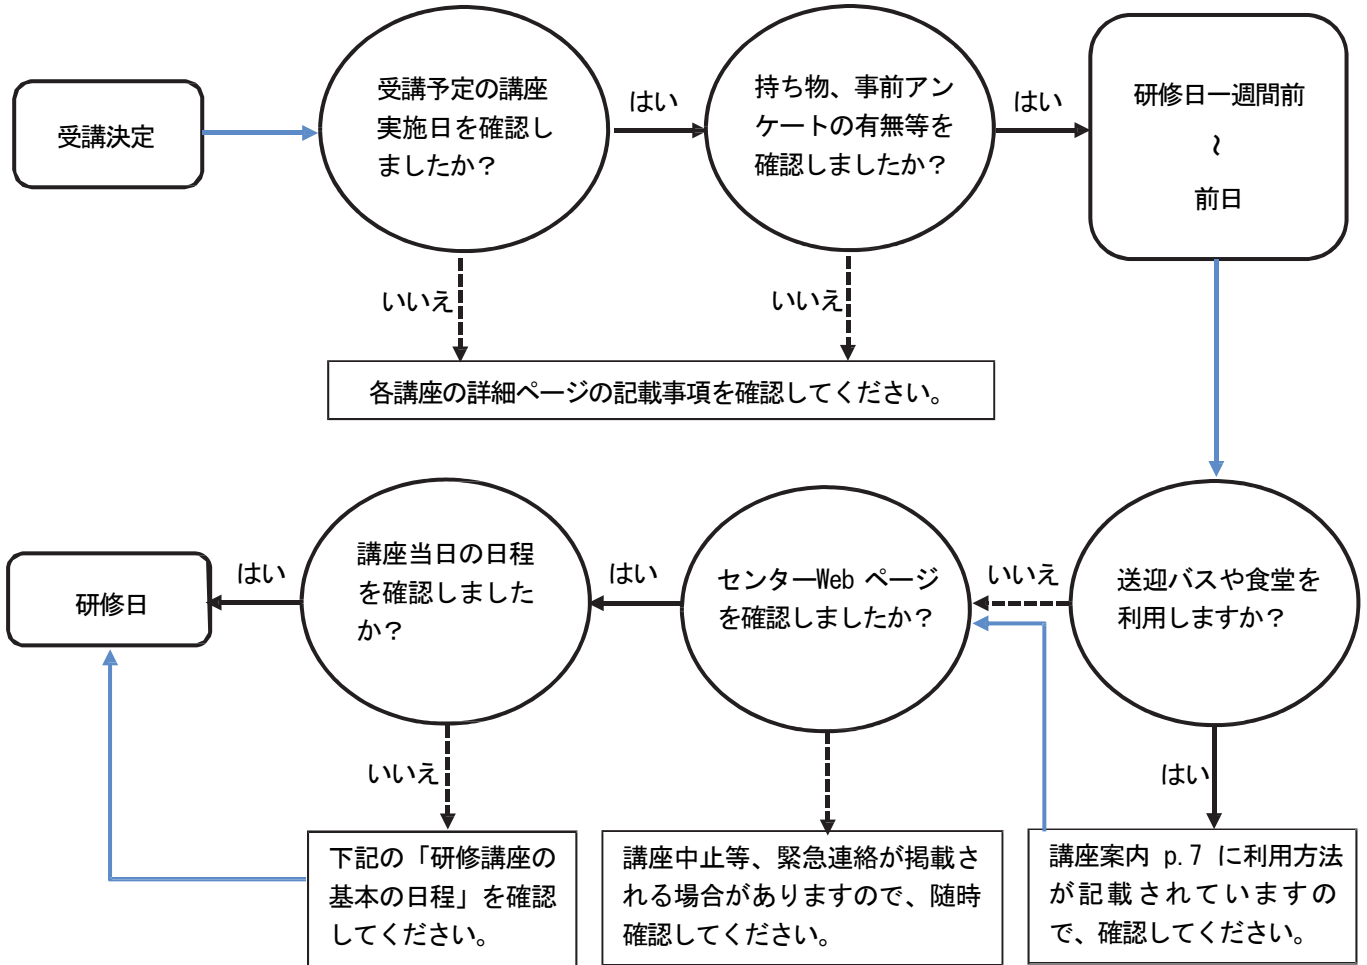 受講決定
受講予定の講座
実施日を確認し
ましたか？
はい
持ち物、事前アン
ケートの有無等を
確認しましたか？
はい
研修日一週間前
～
前日
いいえ
いいえ
各講座の詳細ページの記載事項を確認してください。
送迎バスや食堂を
利用しますか？
いいえ
センターWeb ページ
を確認しましたか？
はい
講座当日の日程
を確認しました
か？
はい
研修日
いいえ
はい
下記の「研修講座の
基本の日程」を確認
してください。
講座中止等、緊急連絡が掲載さ
れる場合がありますので、随時
確認してください。
講座案内 p.7 に利用方法
が記載されていますの
で、確認してください。